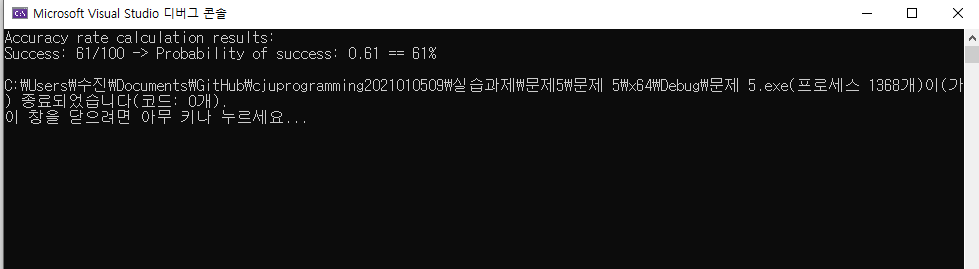 Microsoft Visual Studio 디버그 콘솔
Accuracy rate calculation results:
Success: 61/100 -> Probability of success: 0.61 == 61%
C:₩Users₩수진₩Documents₩GitHub₩cjuprogramming2021010509₩실습과제₩문제5₩문제 5₩x64₩Debug₩문제 5.exe(프로세스 1368개)이(가
) 종료되었습니다(코드: 0개).
이 창을 닫으려면 아무 키나 누르세요...